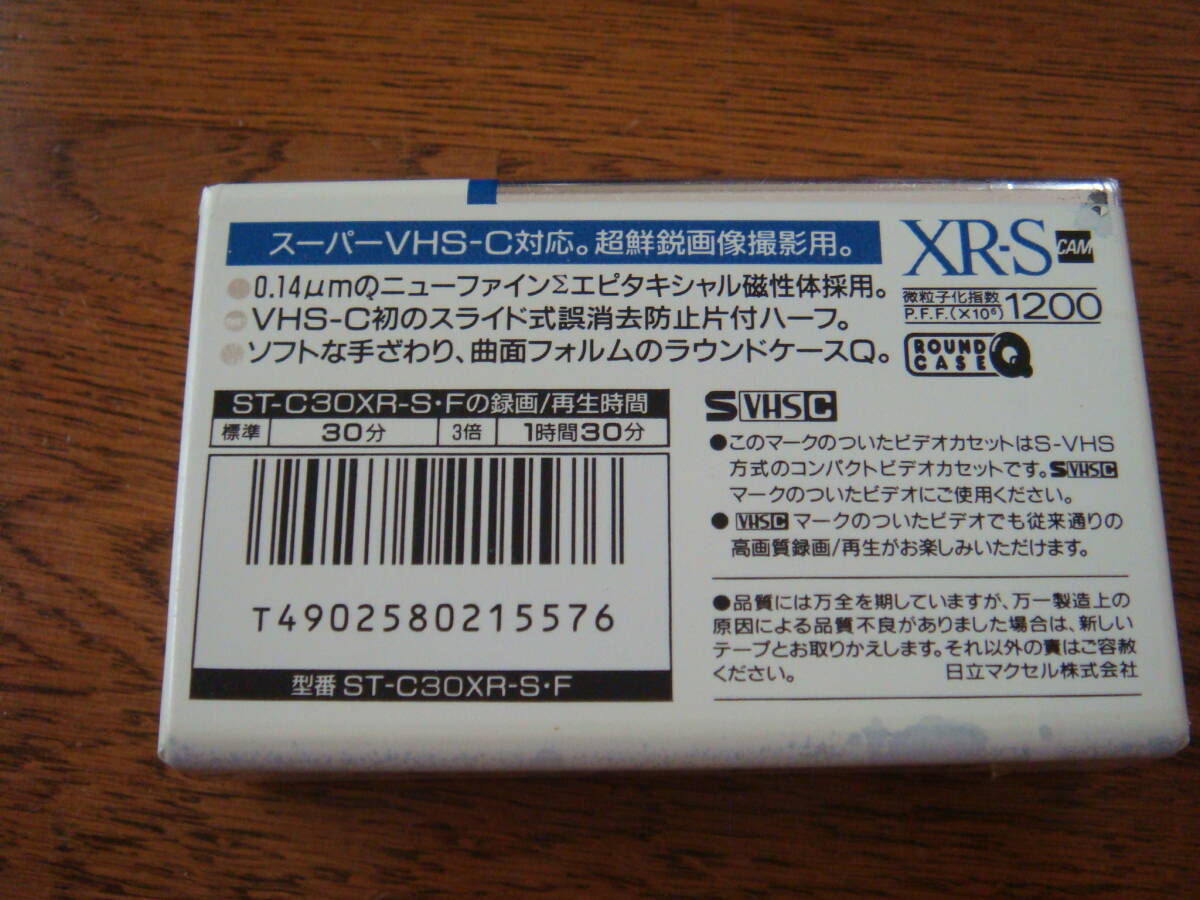 スーパーVHS-C対応。超鮮鋭画像撮影用。
0.14μmのニューファインΣエピタキシャル磁性体採用。
VHS-C初のスライド式誤消去防止片付ハーフ。
ソフトな手ざわり、曲面フォルムのラウンドケースQ。
XR-S CAM
微粒子化指数
P.F.F.(×10⁶) 1200
ROUND CASE Q
ST-C30XR-S・Fの録画/再生時間
標準 30分 3倍 1時間30分
T4902580215576
型番 ST-C30XR-S・F
S VHS C
●このマークのついたビデオカセットはS-VHS
方式のコンパクトビデオカセットです。S VHS C
マークのついたビデオにご使用ください。
● VHS C マークのついたビデオでも従来通りの
高画質録画/再生がお楽しみいただけます。
●品質には万全を期していますが、万一製造上の
原因による品質不良がありました場合は、新しい
テープとお取りかえします。それ以外の責はご容赦
ください。 日立マクセル株式会社